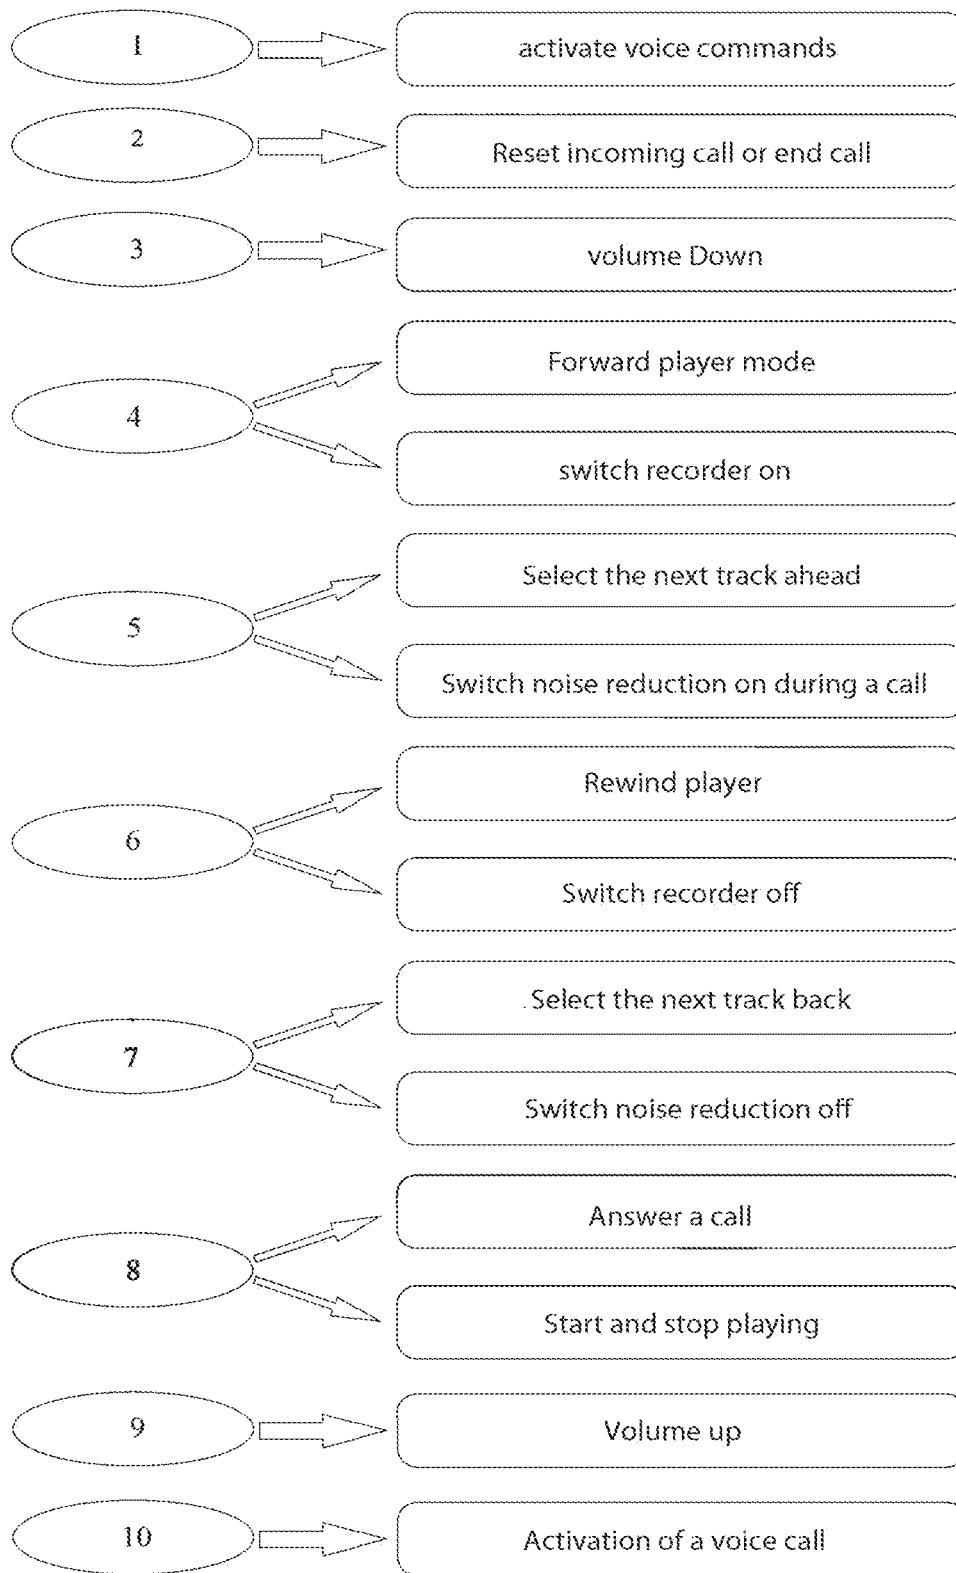 1
activate voice commands
2
Reset incoming call or end call
3
volume Down
4
Forward player mode
switch recorder on
5
Select the next track ahead
Switch noise reduction on during a call
6
Rewind player
Switch recorder off
7
Select the next track back
Switch noise reduction off
8
Answer a call
Start and stop playing
9
Volume up
10
Activation of a voice call